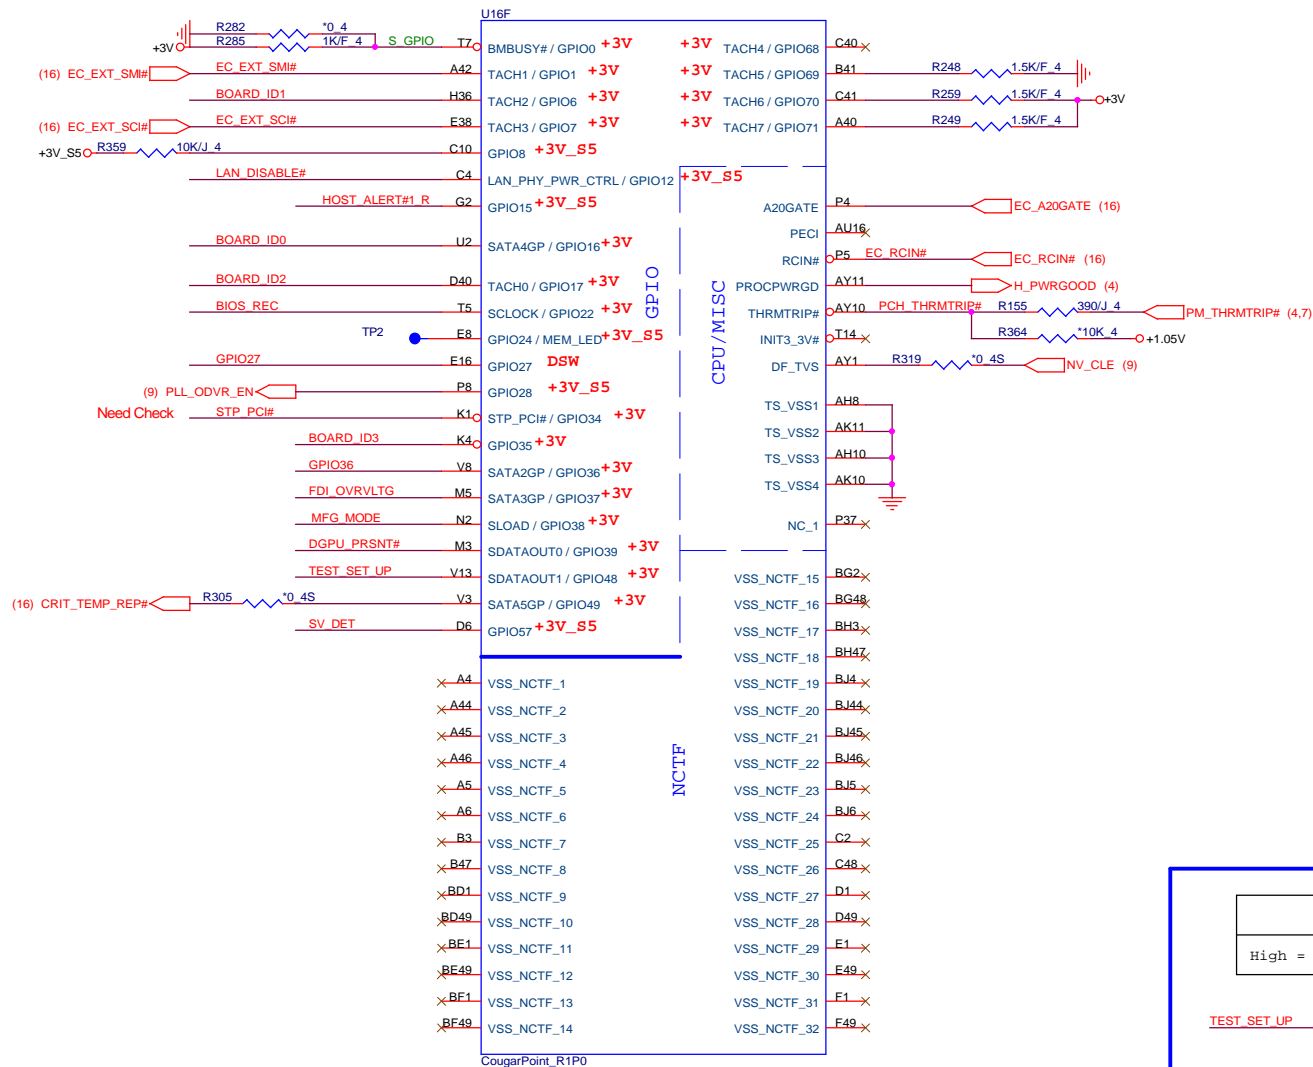 U16F
R282 *0_4
+3V R285 1K/F_4 S_GPIO T7 BMBUSY# / GPIO0 +3V +3V TACH4 / GPIO68 C40
(16) EC_EXT_SMI# EC_EXT_SMI# A42 TACH1 / GPIO1 +3V +3V TACH5 / GPIO69 B41 R248 1.5K/F_4
BOARD_ID1 H36 TACH2 / GPIO6 +3V +3V TACH6 / GPIO70 C41 R259 1.5K/F_4 +3V
(16) EC_EXT_SCI# EC_EXT_SCI# E38 TACH3 / GPIO7 +3V +3V TACH7 / GPIO71 A40 R249 1.5K/F_4
+3V_S5 R359 10K/J_4 C10 GPIO8 +3V_S5
LAN_DISABLE# C4 LAN_PHY_PWR_CTRL / GPIO12 +3V_S5
HOST_ALERT#1_R G2 GPIO15 +3V_S5 A20GATE P4 EC_A20GATE (16)
PECI AU16
BOARD_ID0 U2 SATA4GP / GPIO16 +3V
RCIN# P5 EC_RCIN# EC_RCIN# (16)
GPIO
CPU/MISC
BOARD_ID2 D40 TACH0 / GPIO17 +3V PROCPWRGD AY11 H_PWRGOOD (4)
BIOS_REC T5 SCLOCK / GPIO22 +3V THRMTRIP# AY10 PCH_THRMTRIP# R155 390/J_4 PM_THRMTRIP# (4,7)
TP2 E8 GPIO24 / MEM_LED +3V_S5 INIT3_3V# T14 R364 *10K_4 +1.05V
GPIO27 E16 GPIO27 DSW DF_TVS AY1 R319 *0_4S NV_CLE (9)
(9) PLL_ODVR_EN P8 GPIO28 +3V_S5
TS_VSS1 AH8
Need Check STP_PCI# K1 STP_PCI# / GPIO34 +3V
TS_VSS2 AK11
BOARD_ID3 K4 GPIO35 +3V
TS_VSS3 AH10
GPIO36 V8 SATA2GP / GPIO36 +3V
TS_VSS4 AK10
FDI_OVRVLTG M5 SATA3GP / GPIO37 +3V
MFG_MODE N2 SLOAD / GPIO38 +3V NC_1 P37
DGPU_PRSNT# M3 SDATAOUT0 / GPIO39 +3V
TEST_SET_UP V13 SDATAOUT1 / GPIO48 +3V VSS_NCTF_15 BG2
(16) CRIT_TEMP_REP# R305 *0_4S V3 SATA5GP / GPIO49 +3V VSS_NCTF_16 BG48
SV_DET D6 GPIO57 +3V_S5 VSS_NCTF_17 BH3
VSS_NCTF_18 BH47
A4 VSS_NCTF_1 VSS_NCTF_19 BJ4
A44 VSS_NCTF_2 VSS_NCTF_20 BJ44
A45 VSS_NCTF_3 VSS_NCTF_21 BJ45
A46 VSS_NCTF_4 VSS_NCTF_22 BJ46
NCTF
A5 VSS_NCTF_5 VSS_NCTF_23 BJ5
A6 VSS_NCTF_6 VSS_NCTF_24 BJ6
B3 VSS_NCTF_7 VSS_NCTF_25 C2
B47 VSS_NCTF_8 VSS_NCTF_26 C48
BD1 VSS_NCTF_9 VSS_NCTF_27 D1
BD49 VSS_NCTF_10 VSS_NCTF_28 D49
BE1 VSS_NCTF_11 VSS_NCTF_29 E1
BE49 VSS_NCTF_12 VSS_NCTF_30 E49
BF1 VSS_NCTF_13 VSS_NCTF_31 F1
BF49 VSS_NCTF_14 VSS_NCTF_32 F49
CougarPoint_R1P0
High =
TEST_SET_UP